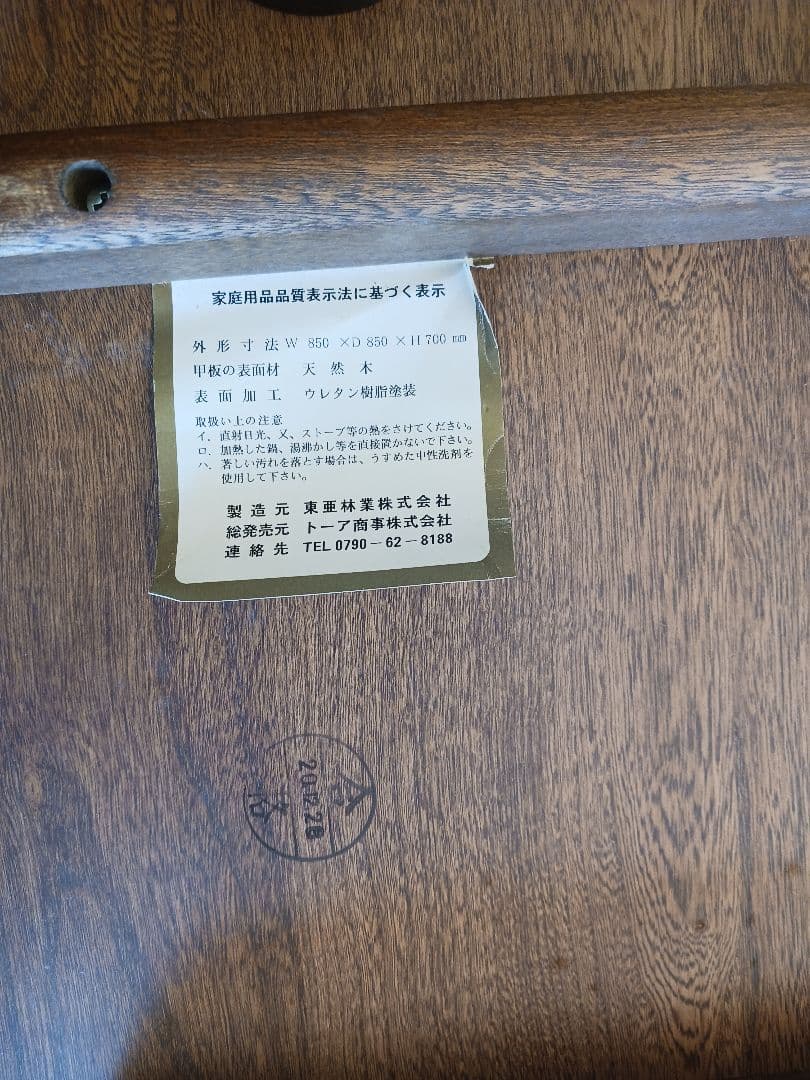 家庭用品品質表示法に基づく表示
外形寸法 W 850 ×D 850 ×H 700 mm
甲板の表面材 天然木
表面加工 ウレタン樹脂塗装
取扱い上の注意
イ．直射日光、又、ストーブ等の熱をさけてください。
ロ．加熱した鍋、湯沸かし等を直接置かないで下さい。
ハ．著しい汚れを落とす場合は、うすめた中性洗剤を
使用して下さい。
製造元 東亜林業株式会社
総発売元 トーア商事株式会社
連絡先 TEL 0790－62－8188
合格
20.12.28